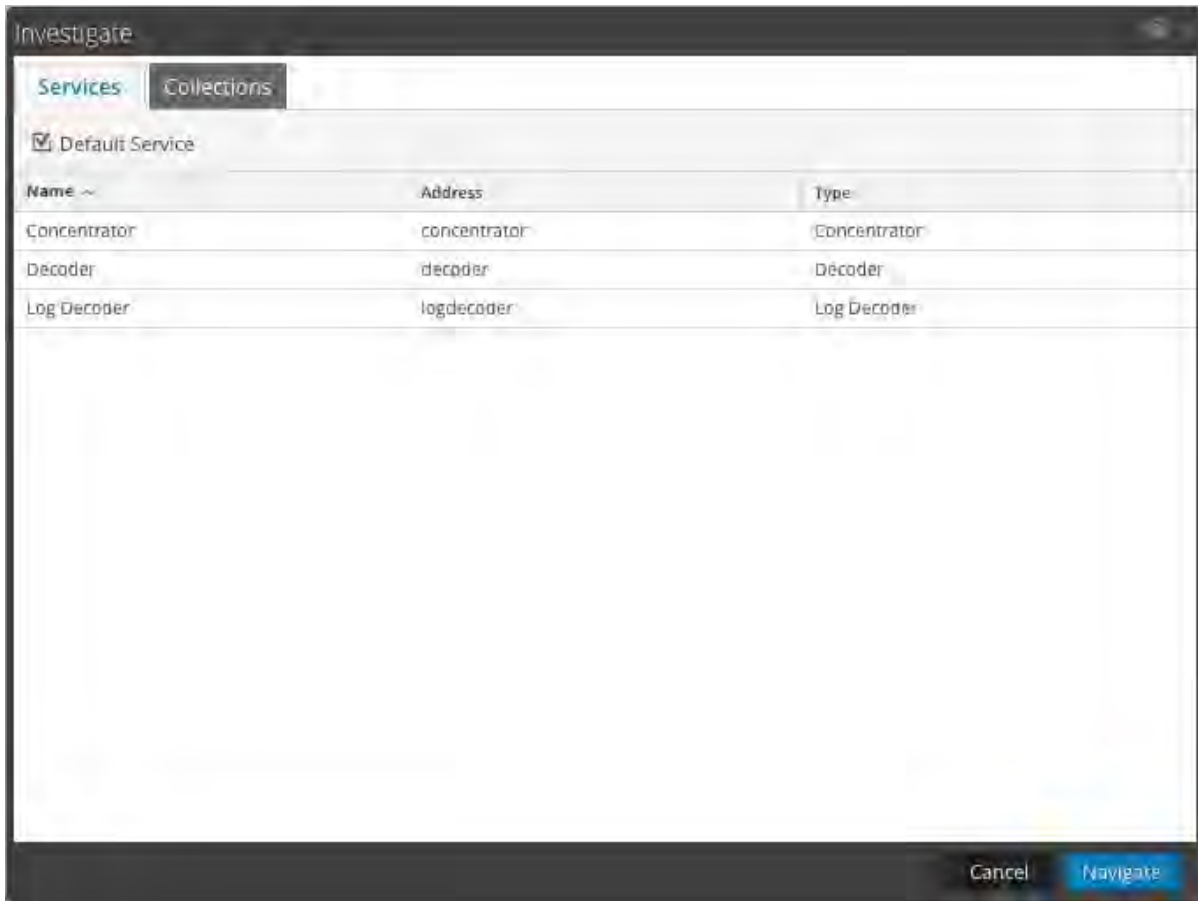 Investigate
Services Collections
Default Service
Name Address Type
Concentrator concentrator Concentrator
Decoder decoder Decoder
Log Decoder logdecoder Log Decoder
Cancel Navigate